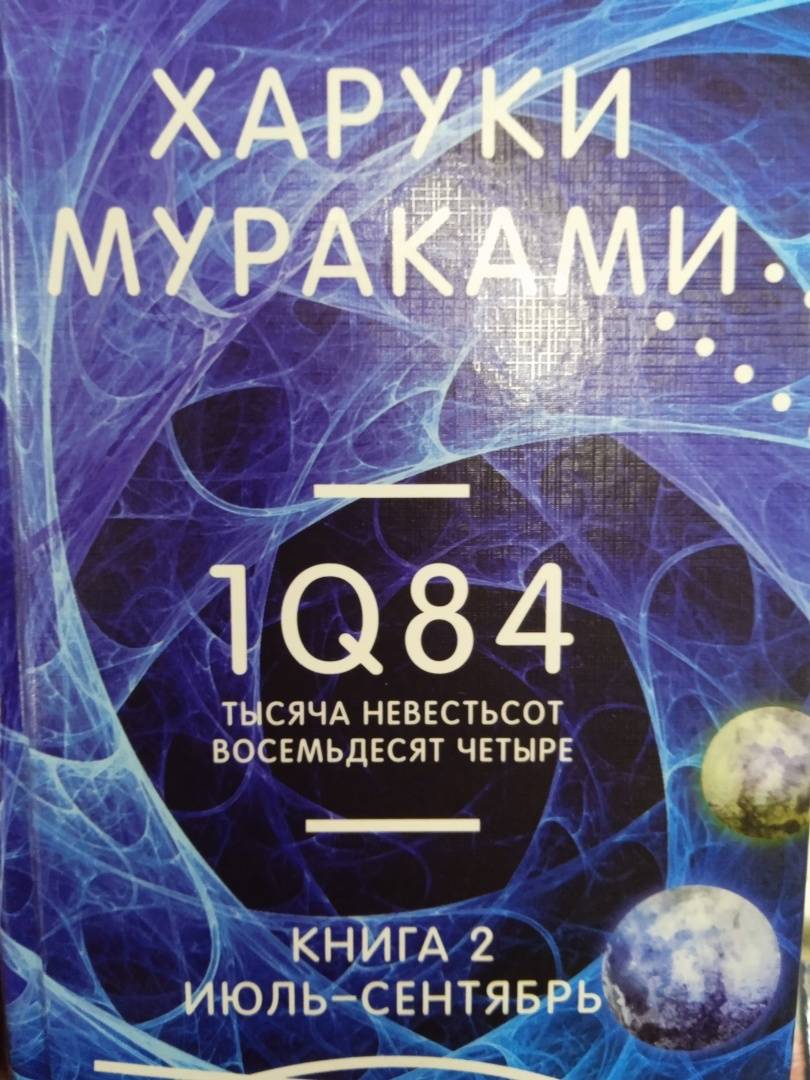 ХАРУКИ
МУРАКАМИ
1Q84
ТЫСЯЧА НЕВЕСТЬСОТ
ВОСЕМЬДЕСЯТ ЧЕТЫРЕ
КНИГА 2
ИЮЛЬ–СЕНТЯБРЬ